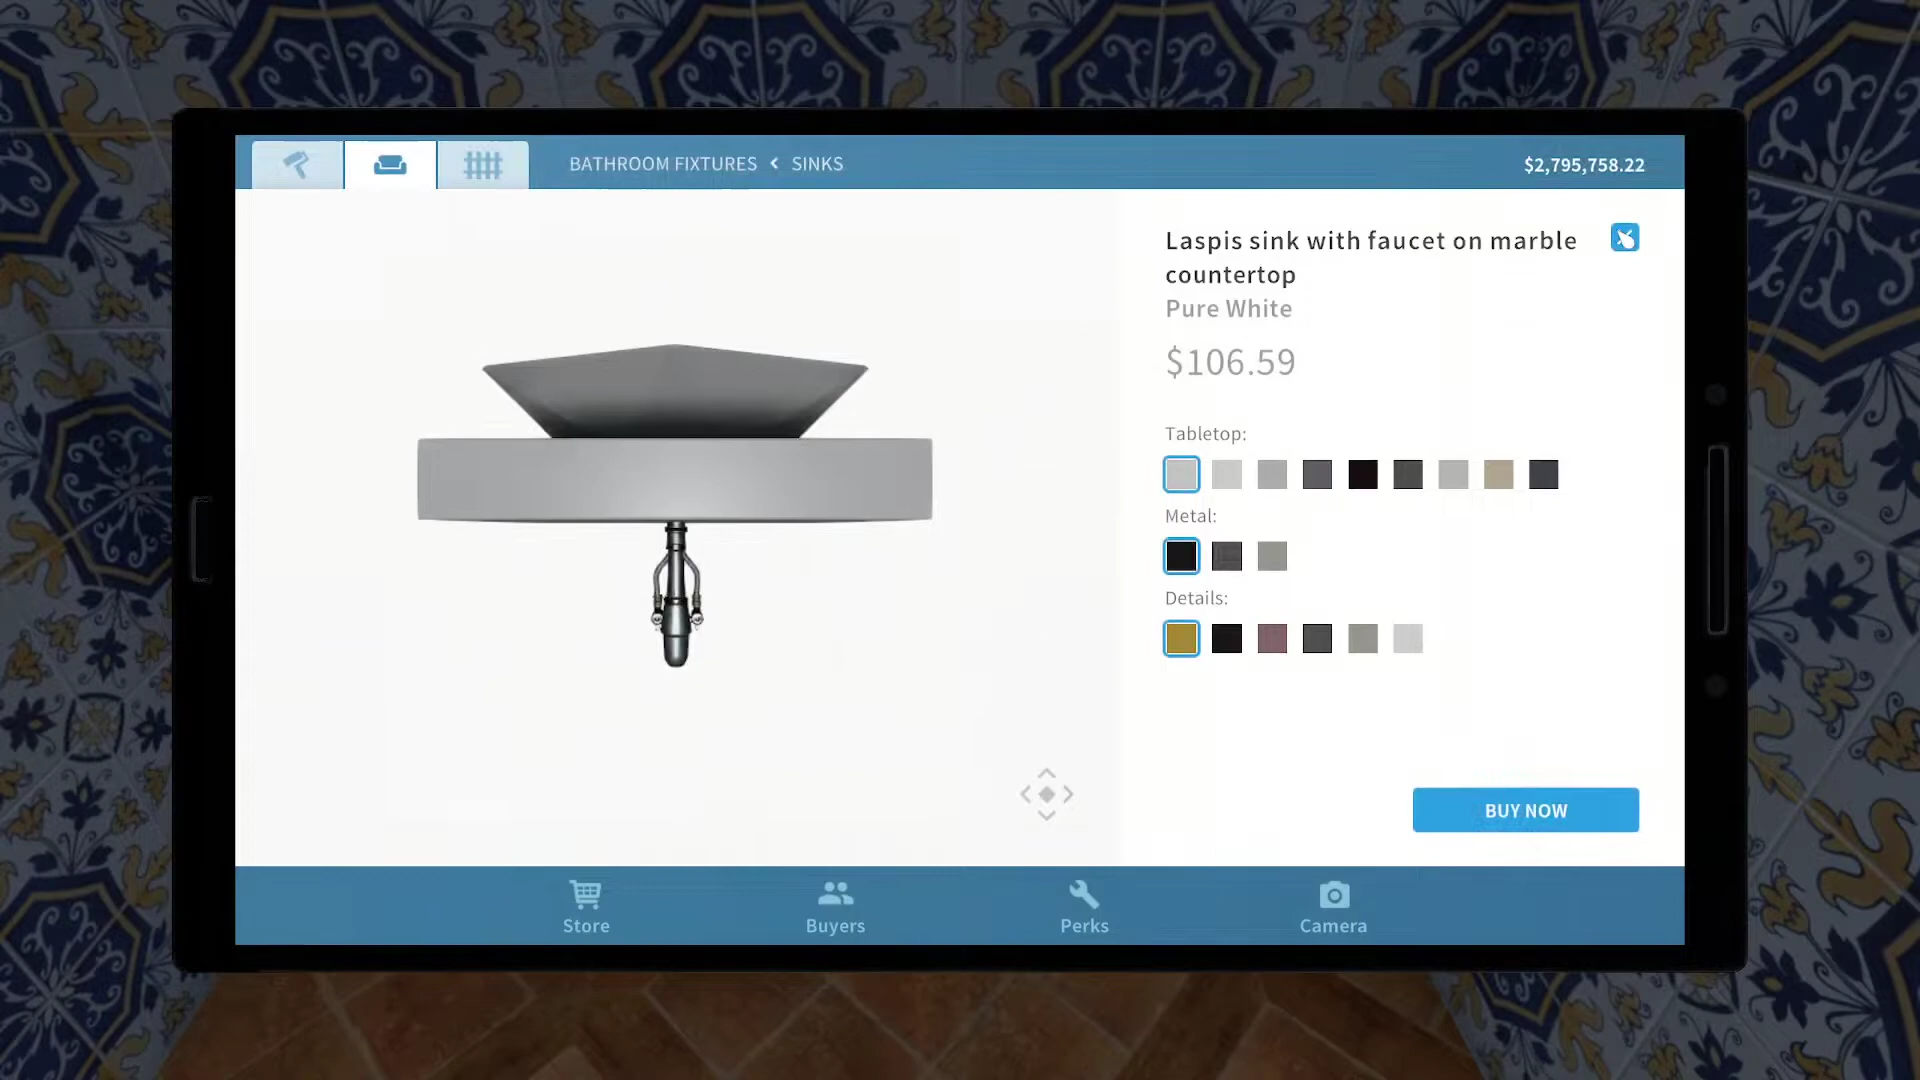 BATHROOM FIXTURES < SINKS
$2,795,758.22
Laspis sink with faucet on marble
countertop
Pure White
$106.59
Tabletop:
Metal:
Details:
BUY NOW
Store
Buyers
Perks
Camera